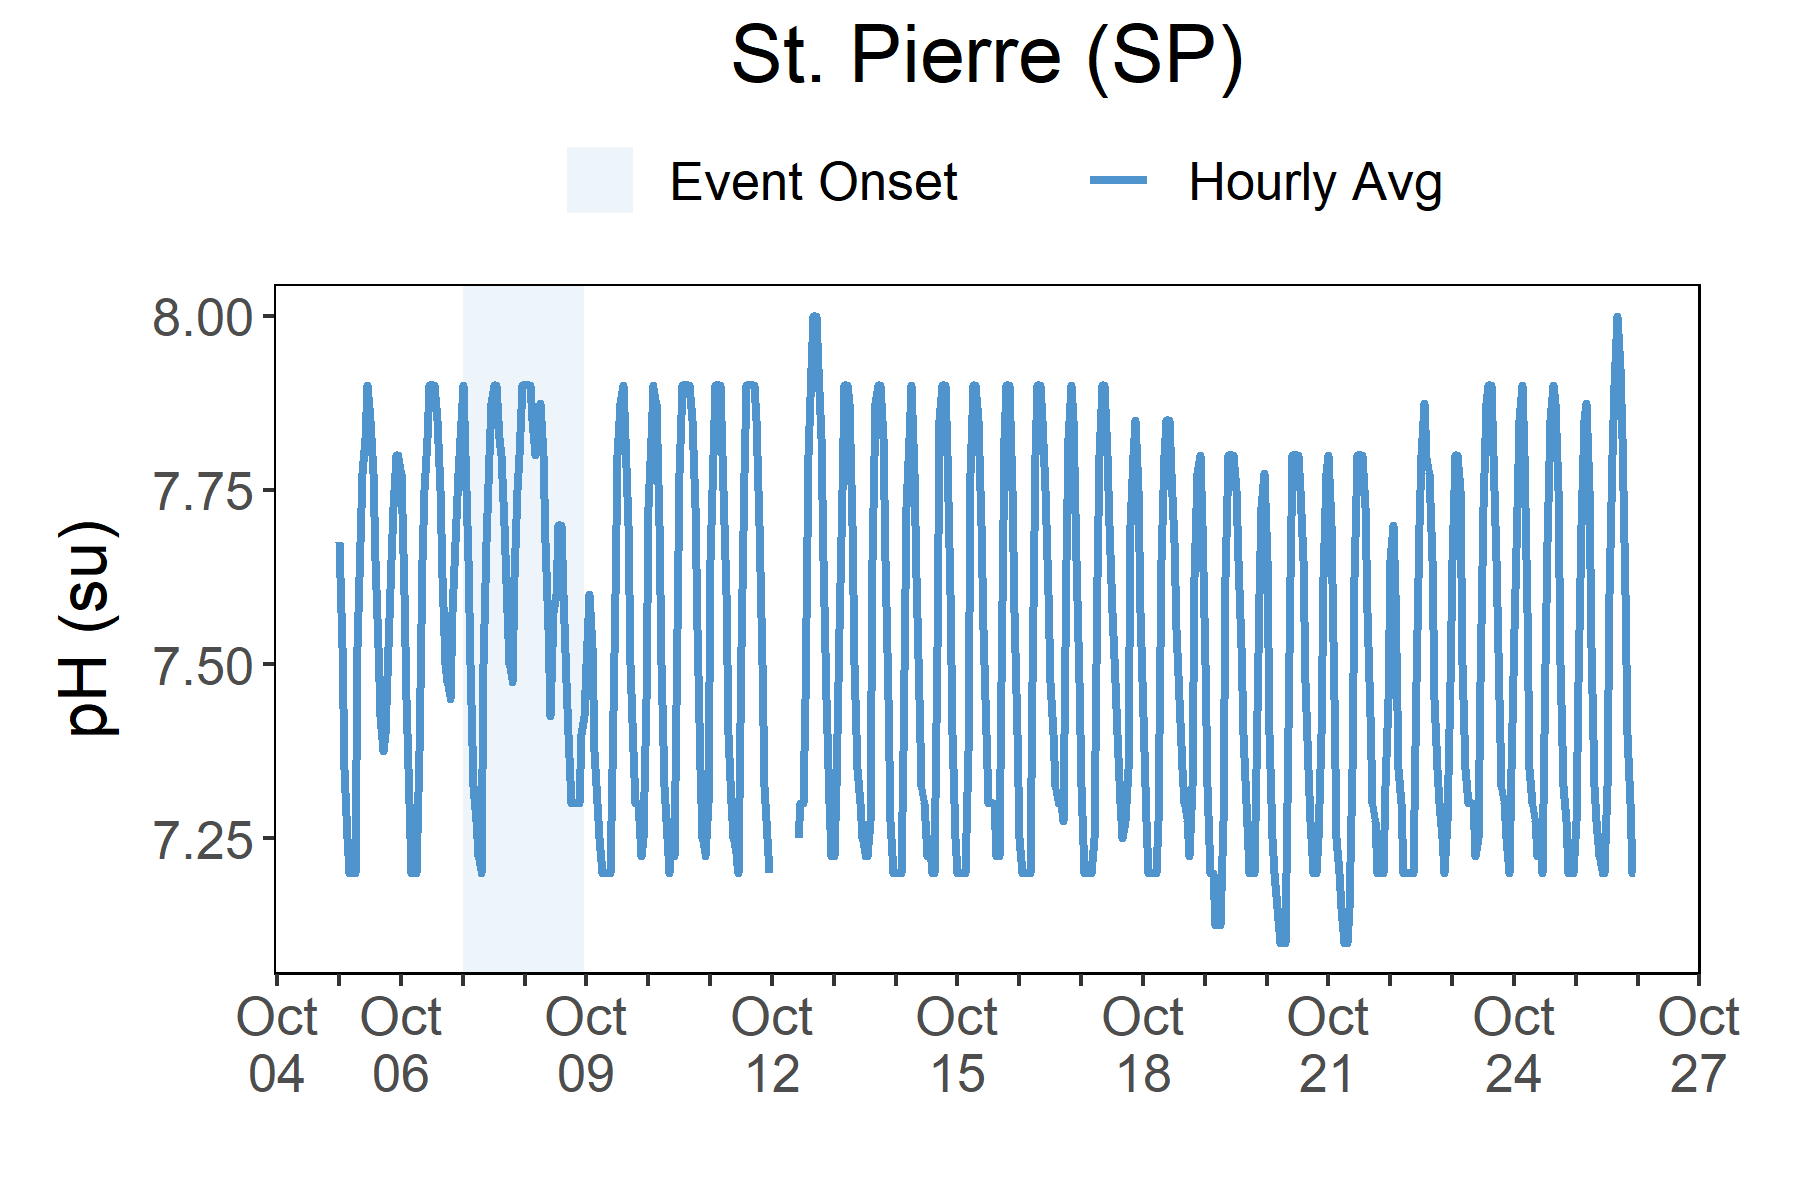 St. Pierre (SP)
Event Onset
Hourly Avg
pH (su)
8.00
7.75
7.50
7.25
Oct 04
Oct 06
Oct 09
Oct 12
Oct 15
Oct 18
Oct 21
Oct 24
Oct 27